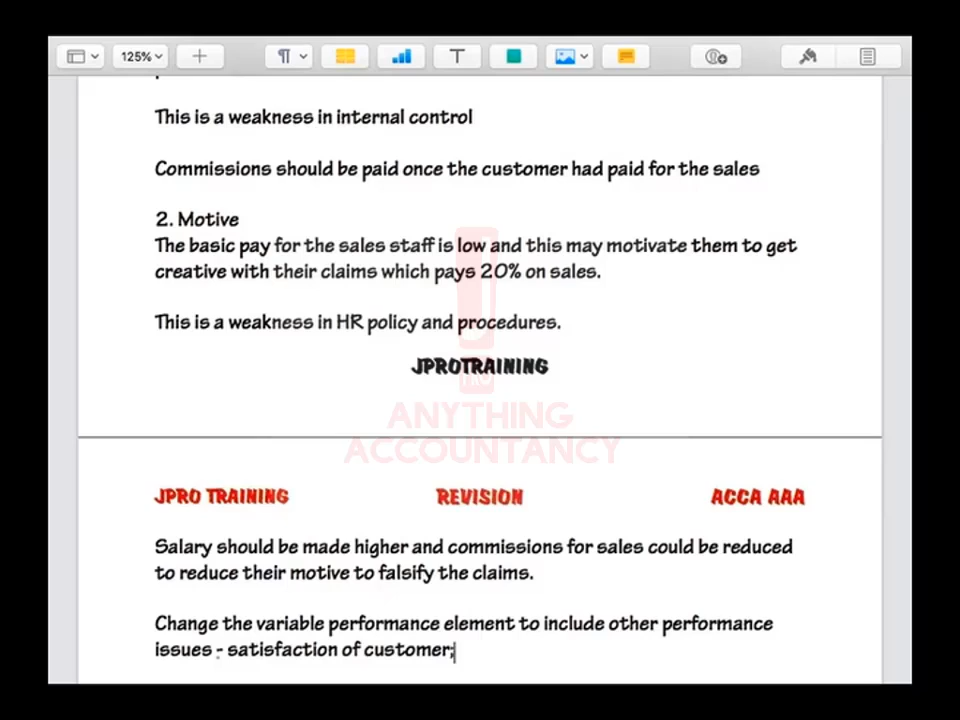 125%
This is a weakness in internal control
Commissions should be paid once the customer had paid for the sales
2. Motive
The basic pay for the sales staff is low and this may motivate them to get
creative with their claims which pays 20% on sales.
This is a weakness in HR policy and procedures.
JPROTRAINING
PRO
ANYTHING
ACCOUNTANCY
JPRO TRAINING REVISION ACCA AAA
Salary should be made higher and commissions for sales could be reduced
to reduce their motive to falsify the claims.
Change the variable performance element to include other performance
issues - satisfaction of customer;